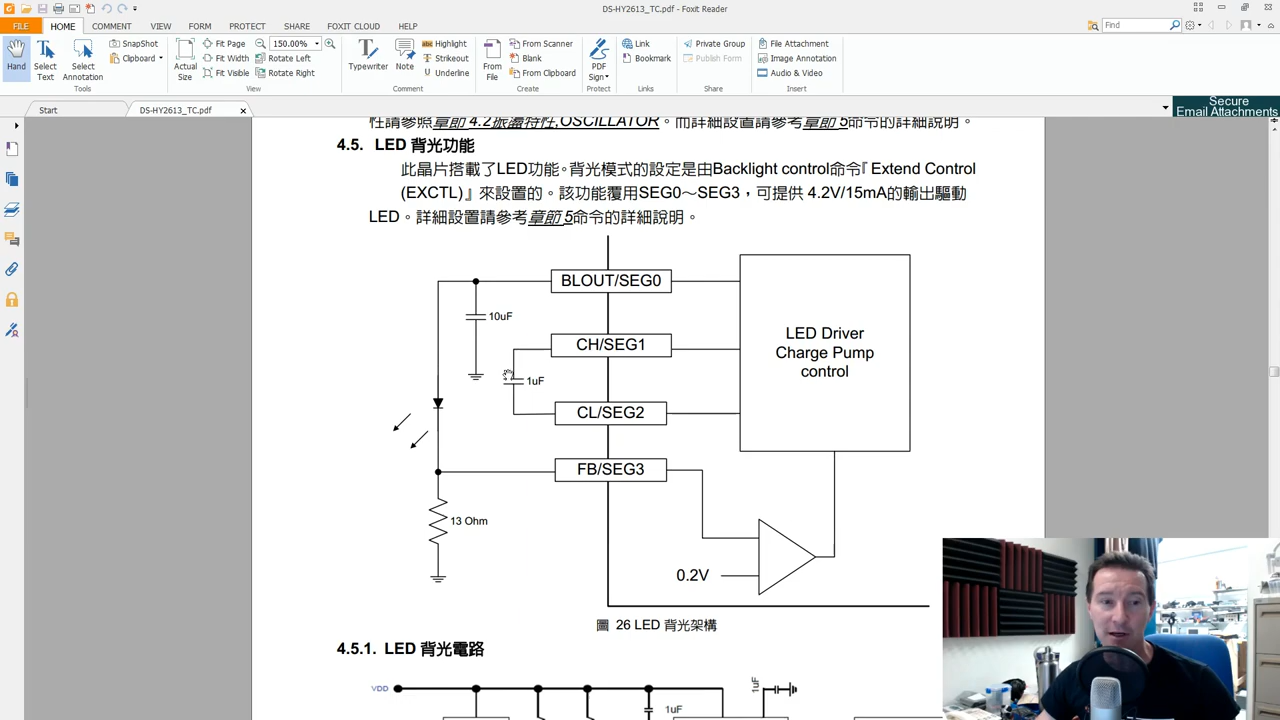 DS-HY2613_TC.pdf - Foxit Reader
FILE HOME COMMENT VIEW FORM PROTECT SHARE FOXIT CLOUD HELP
Find
Hand
Select Text
Select Annotation
SnapShot
Clipboard
Tools
Actual Size
Fit Page
Fit Width
Fit Visible
150.00%
Rotate Left
Rotate Right
View
Typewriter
Note
Highlight
Strikeout
Underline
Comment
From File
From Scanner
Blank
From Clipboard
Create
PDF Sign
Protect
Link
Bookmark
Links
Private Group
Publish Form
Share
File Attachment
Image Annotation
Audio & Video
Insert
Start
DS-HY2613_TC.pdf
Secure
Email Attachments
性請參照章節 4.2振盪特性,OSCILLATOR。而詳細設置請參考章節 5命令的詳細說明。
4.5. LED 背光功能
此晶片搭載了LED功能。背光模式的設定是由Backlight control命令『Extend Control
(EXCTL)』來設置的。該功能覆用SEG0～SEG3，可提供 4.2V/15mA的輸出驅動
LED。詳細設置請參考章節 5命令的詳細說明。
BLOUT/SEG0
10uF
CH/SEG1
LED Driver
Charge Pump
control
1uF
CL/SEG2
FB/SEG3
13 Ohm
0.2V
圖 26 LED 背光架構
4.5.1. LED 背光電路
VDD
1uF
1uF